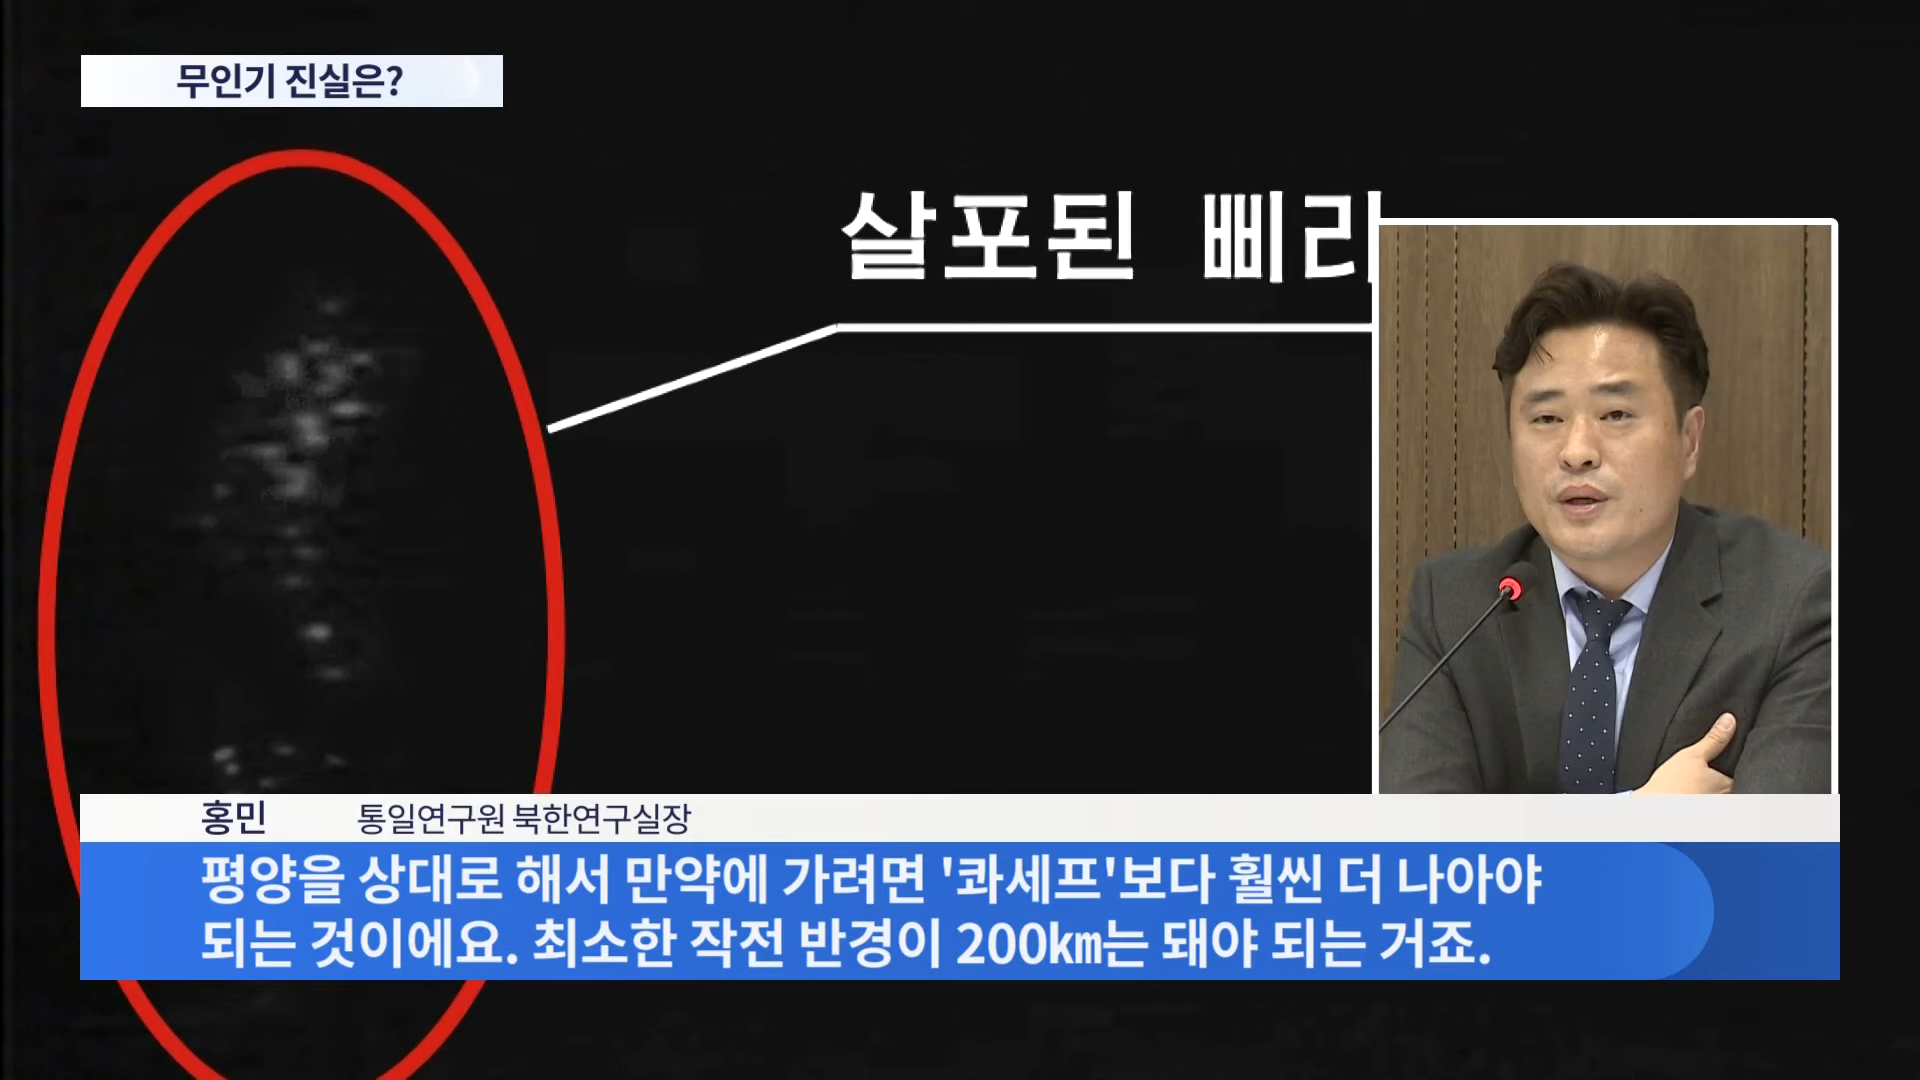 무인기 진실은?
살포된 삐라
홍민 통일연구원 북한연구실장
평양을 상대로 해서 만약에 가려면 '콰세프'보다 훨씬 더 나아야
되는 것이에요. 최소한 작전 반경이 200㎞는 돼야 되는 거죠.